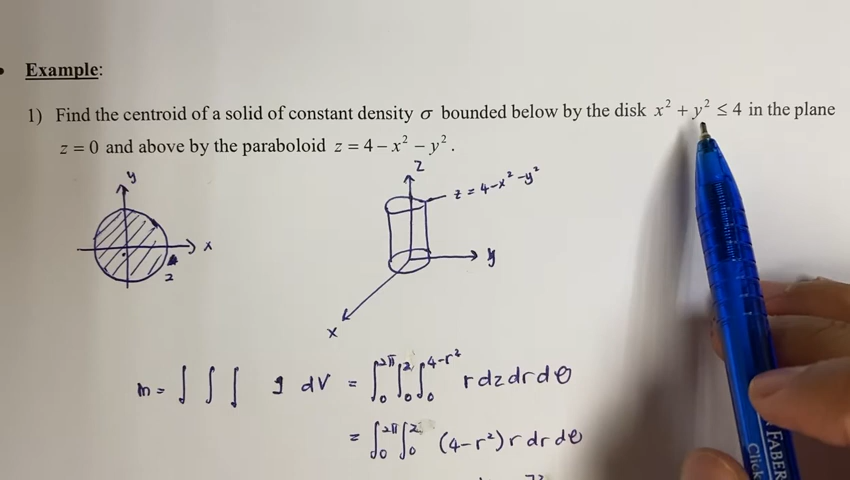 Example:
1) Find the centroid of a solid of constant density σ bounded below by the disk x² + y² ≤ 4 in the plane
z = 0 and above by the paraboloid z = 4 − x² − y².
y
x
2
z
z = 4-x²-y²
y
x
m = ∫∫∫ 9 dV = ∫₀^2π ∫₀^2 ∫₀^4-r² r dz dr dθ
= ∫₀^2π ∫₀^2 (4-r²) r dr dθ
FABER
Click